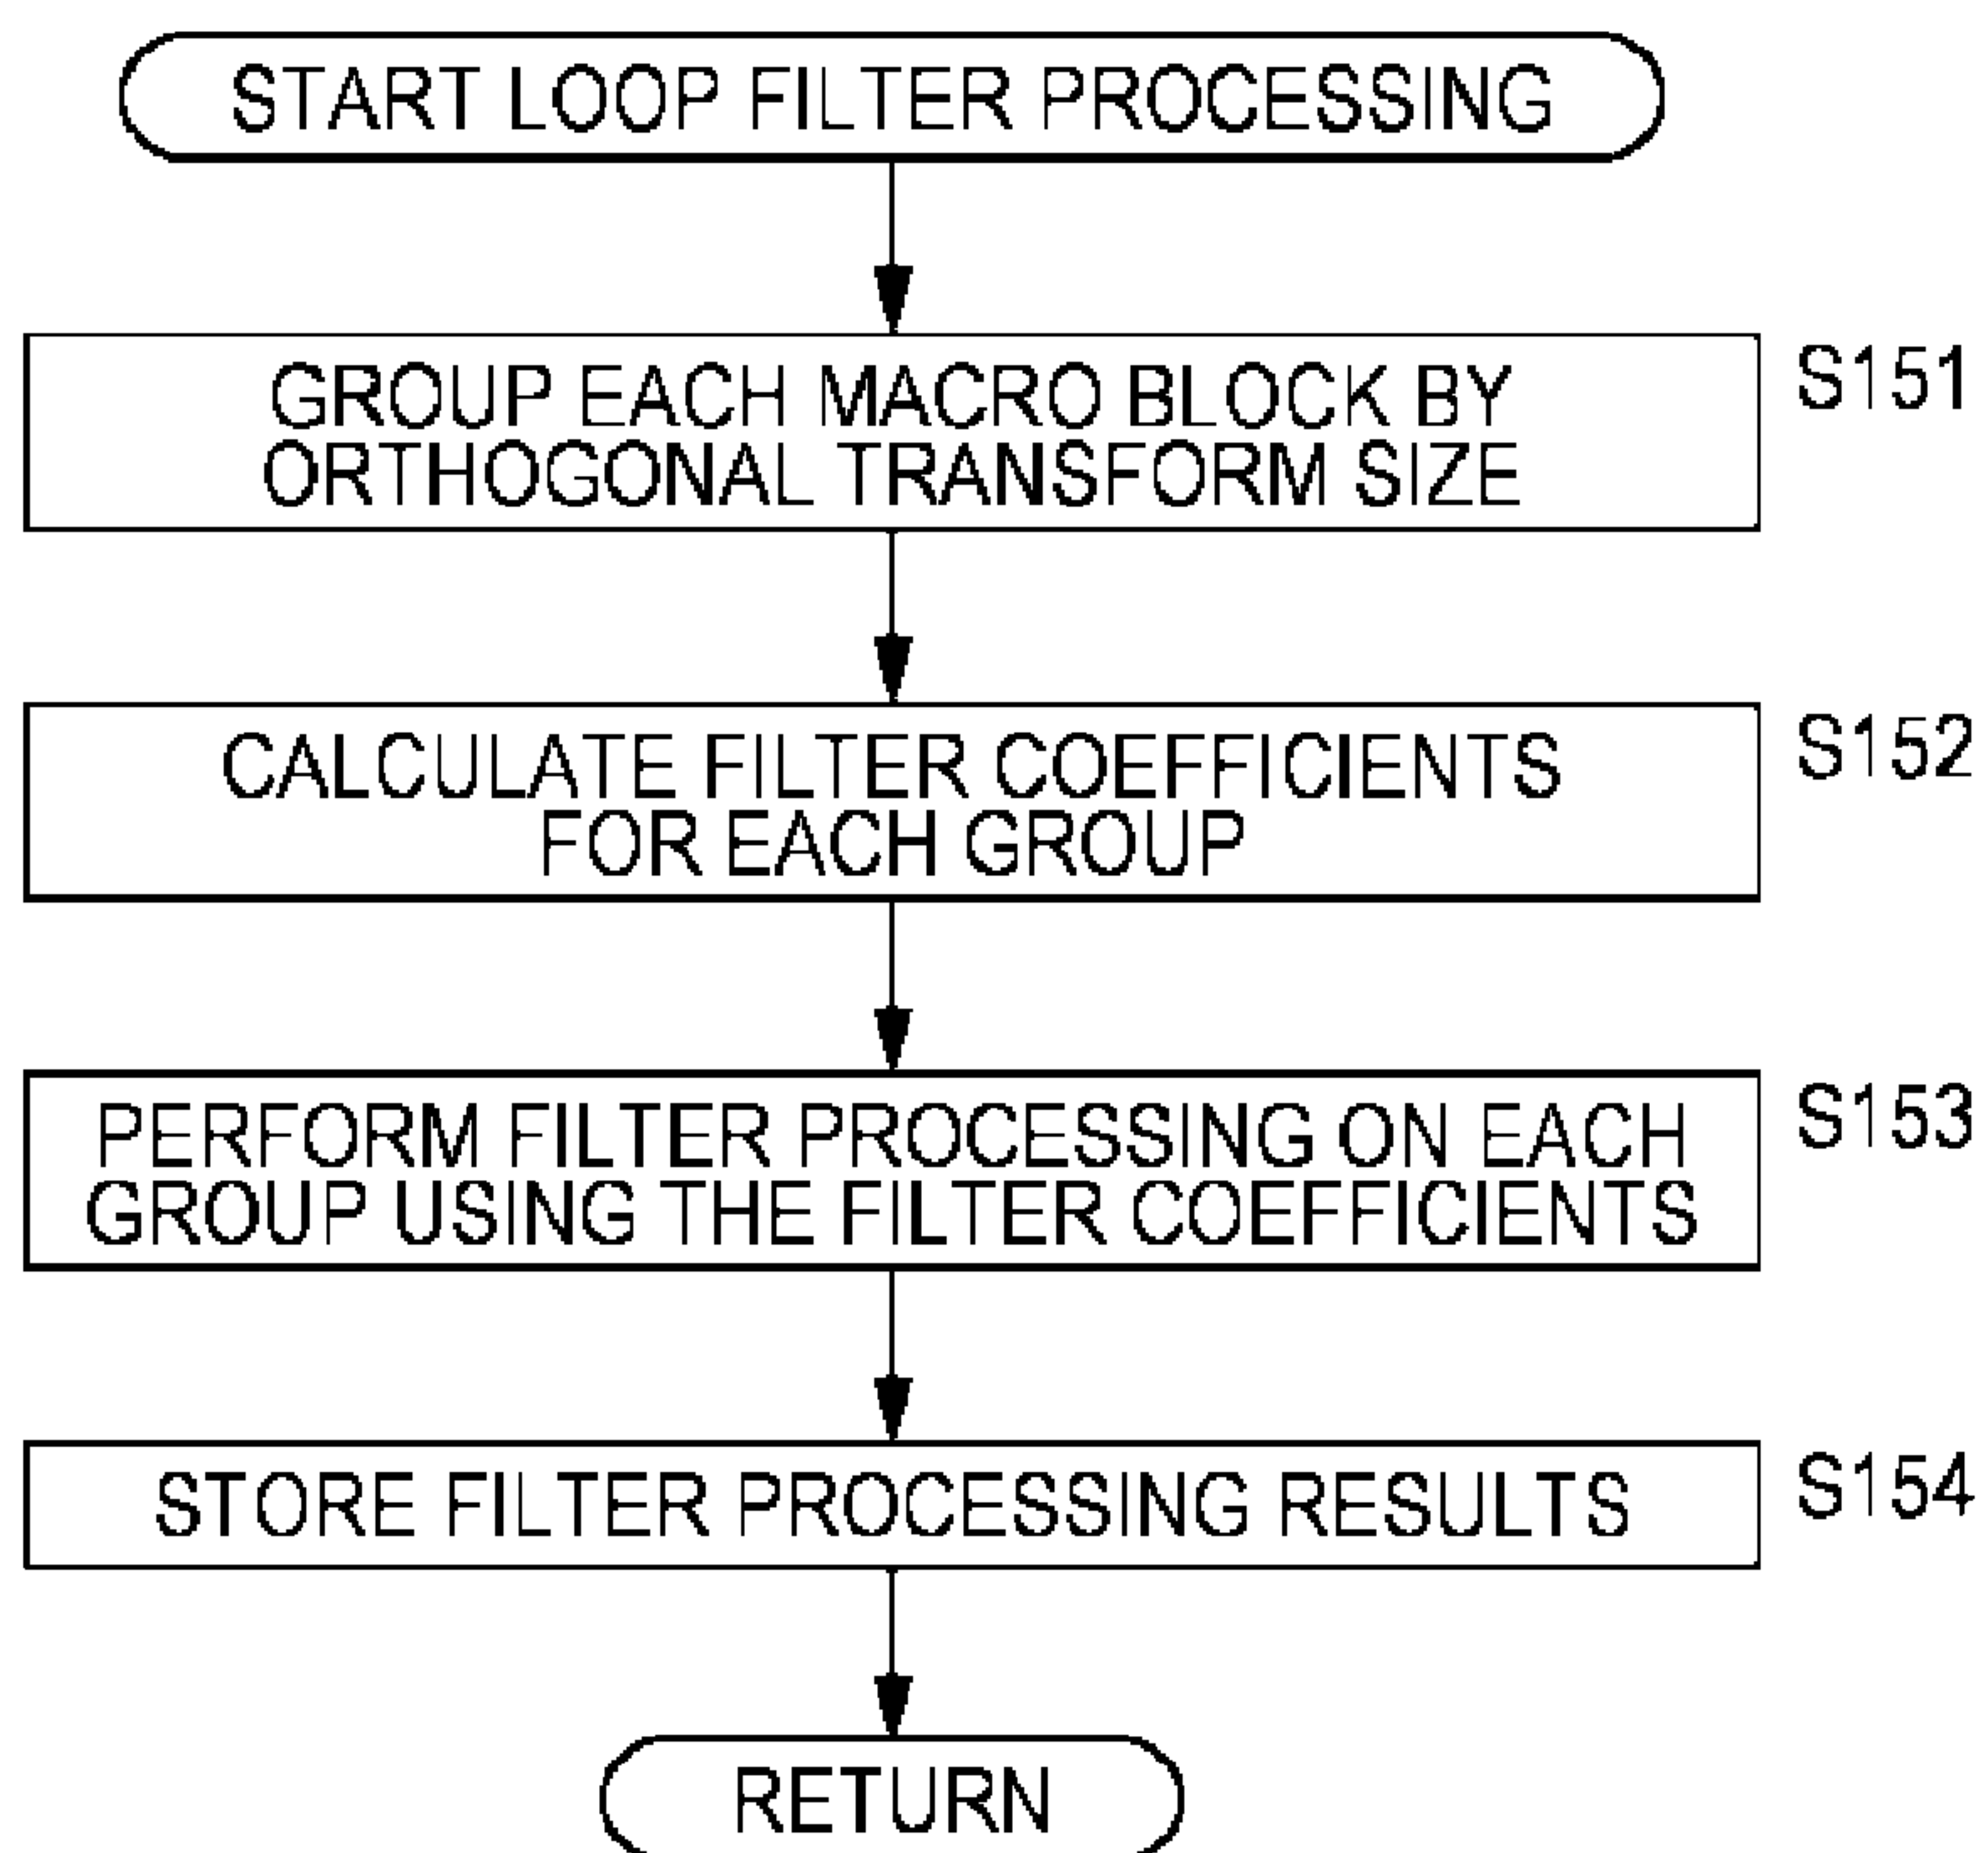 START LOOP FILTER PROCESSING
GROUP EACH MACRO BLOCK BY
ORTHOGONAL TRANSFORM SIZE
S151
CALCULATE FILTER COEFFICIENTS
FOR EACH GROUP
S152
PERFORM FILTER PROCESSING ON EACH
GROUP USING THE FILTER COEFFICIENTS
S153
STORE FILTER PROCESSING RESULTS
S154
RETURN